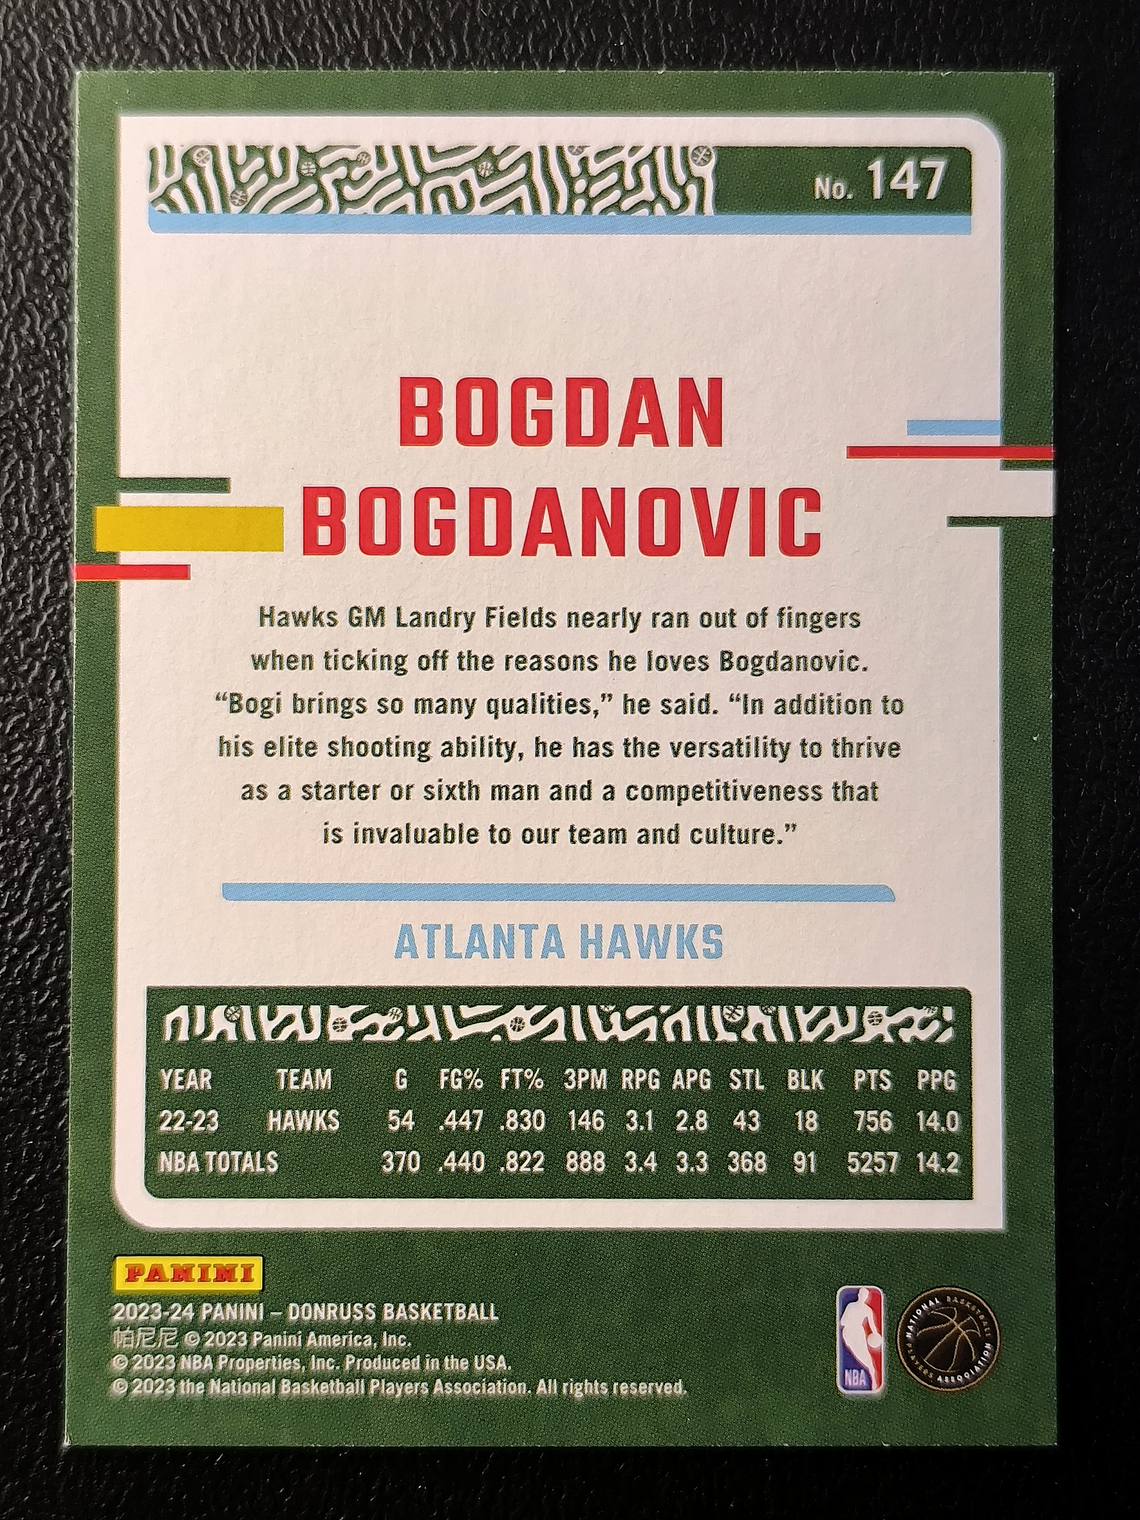 No. 147
BOGDAN
BOGDANOVIC
Hawks GM Landry Fields nearly ran out of fingers
when ticking off the reasons he loves Bogdanovic.
“Bogi brings so many qualities,” he said. “In addition to
his elite shooting ability, he has the versatility to thrive
as a starter or sixth man and a competitiveness that
is invaluable to our team and culture.”
ATLANTA HAWKS
YEAR TEAM G FG% FT% 3PM RPG APG STL BLK PTS PPG
22-23 HAWKS 54 .447 .830 146 3.1 2.8 43 18 756 14.0
NBA TOTALS 370 .440 .822 888 3.4 3.3 368 91 5257 14.2
PANINI
2023-24 PANINI – DONRUSS BASKETBALL
帕尼尼 © 2023 Panini America, Inc.
© 2023 NBA Properties, Inc. Produced in the USA.
© 2023 the National Basketball Players Association. All rights reserved.
NBA
NATIONAL BASKETBALL
PLAYERS ASSOCIATION